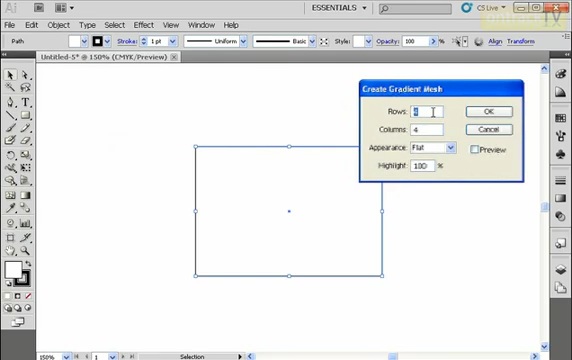 Ai
ESSENTIALS
CS Live
File Edit Object Type Select Effect View Window Help
Path Stroke: 1 pt Uniform Basic Style: Opacity: 100 % Align Transform
Untitled-5* @ 150% (CMYK/Preview)
Create Gradient Mesh
Rows: 4 OK
Columns: 4 Cancel
Appearance: Flat Preview
Highlight: 100 %
150% 1 Selection